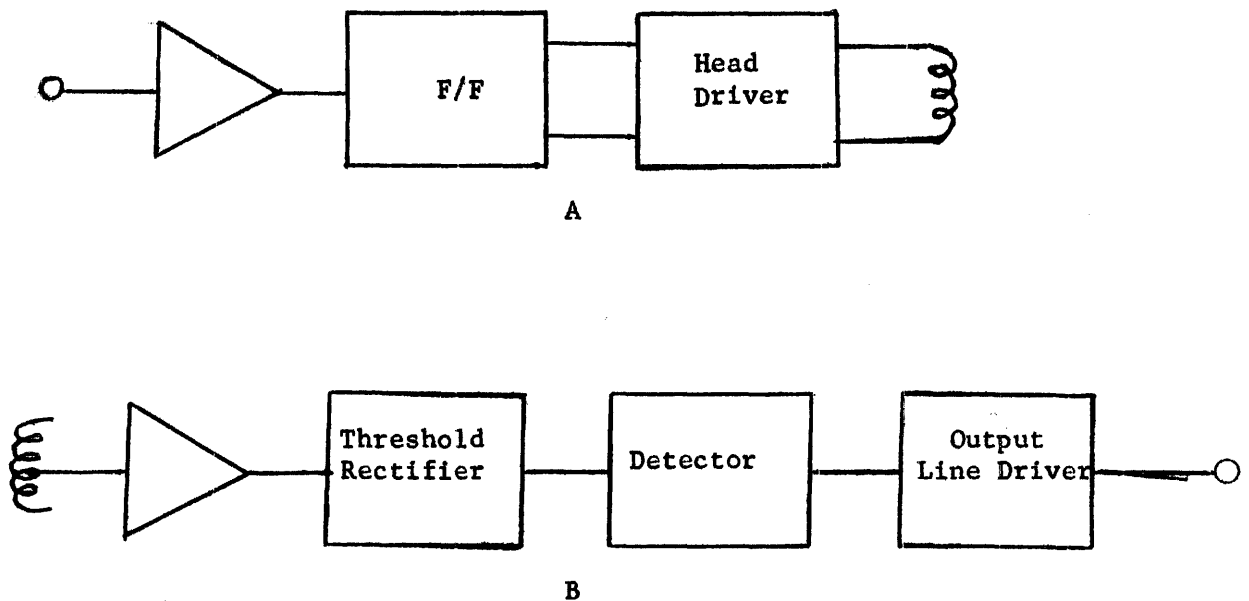 F/F
Head
Driver
A
Threshold
Rectifier
Detector
Output
Line Driver
B